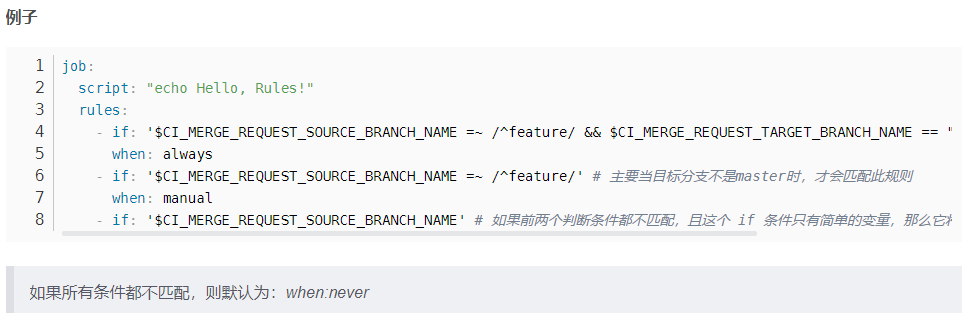 例子
1 job:
2   script: "echo Hello, Rules!"
3   rules:
4     - if: '$CI_MERGE_REQUEST_SOURCE_BRANCH_NAME =~ /^feature/ && $CI_MERGE_REQUEST_TARGET_BRANCH_NAME == "
5       when: always
6     - if: '$CI_MERGE_REQUEST_SOURCE_BRANCH_NAME =~ /^feature/' # 主要当目标分支不是master时，才会匹配此规则
7       when: manual
8     - if: '$CI_MERGE_REQUEST_SOURCE_BRANCH_NAME' # 如果前两个判断条件都不匹配，且这个 if 条件只有简单的变量，那么它将
如果所有条件都不匹配，则默认为：when:never